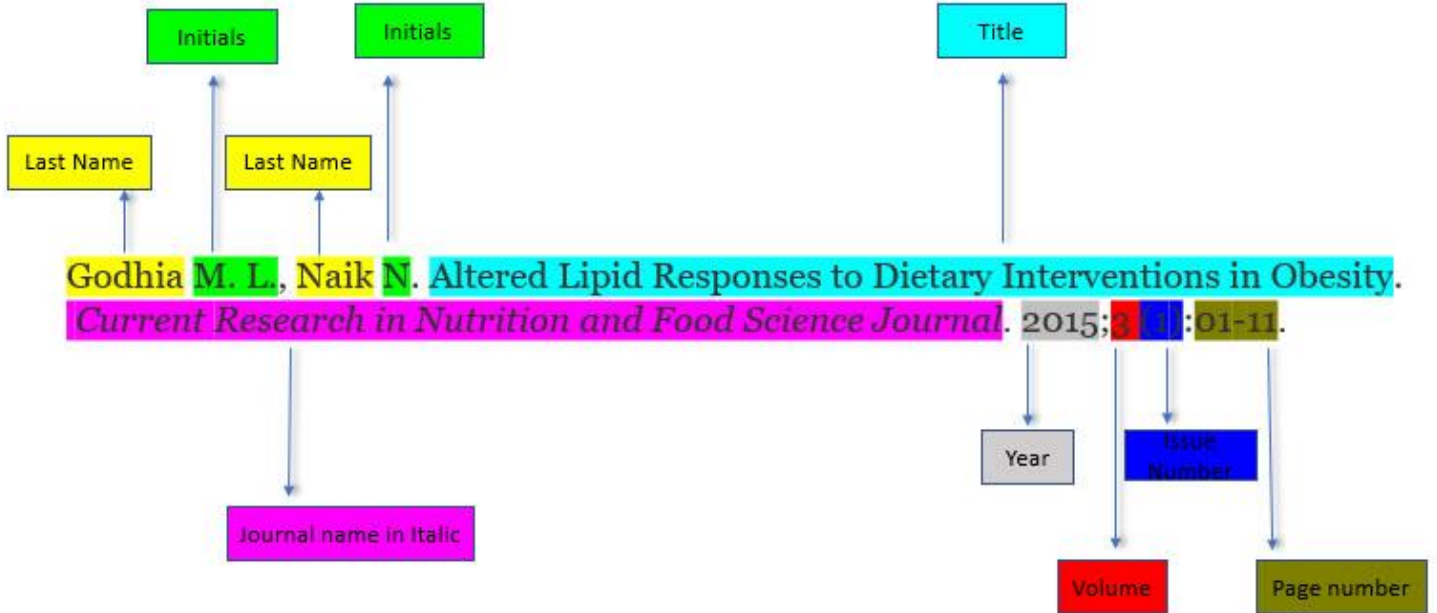 Initials
Initials
Title
Last Name
Last Name
Godhia M. L., Naik N. Altered Lipid Responses to Dietary Interventions in Obesity.
Current Research in Nutrition and Food Science Journal. 2015;3 (1):01-11.
Year
Issue
Number
Journal name in Italic
Volume
Page number